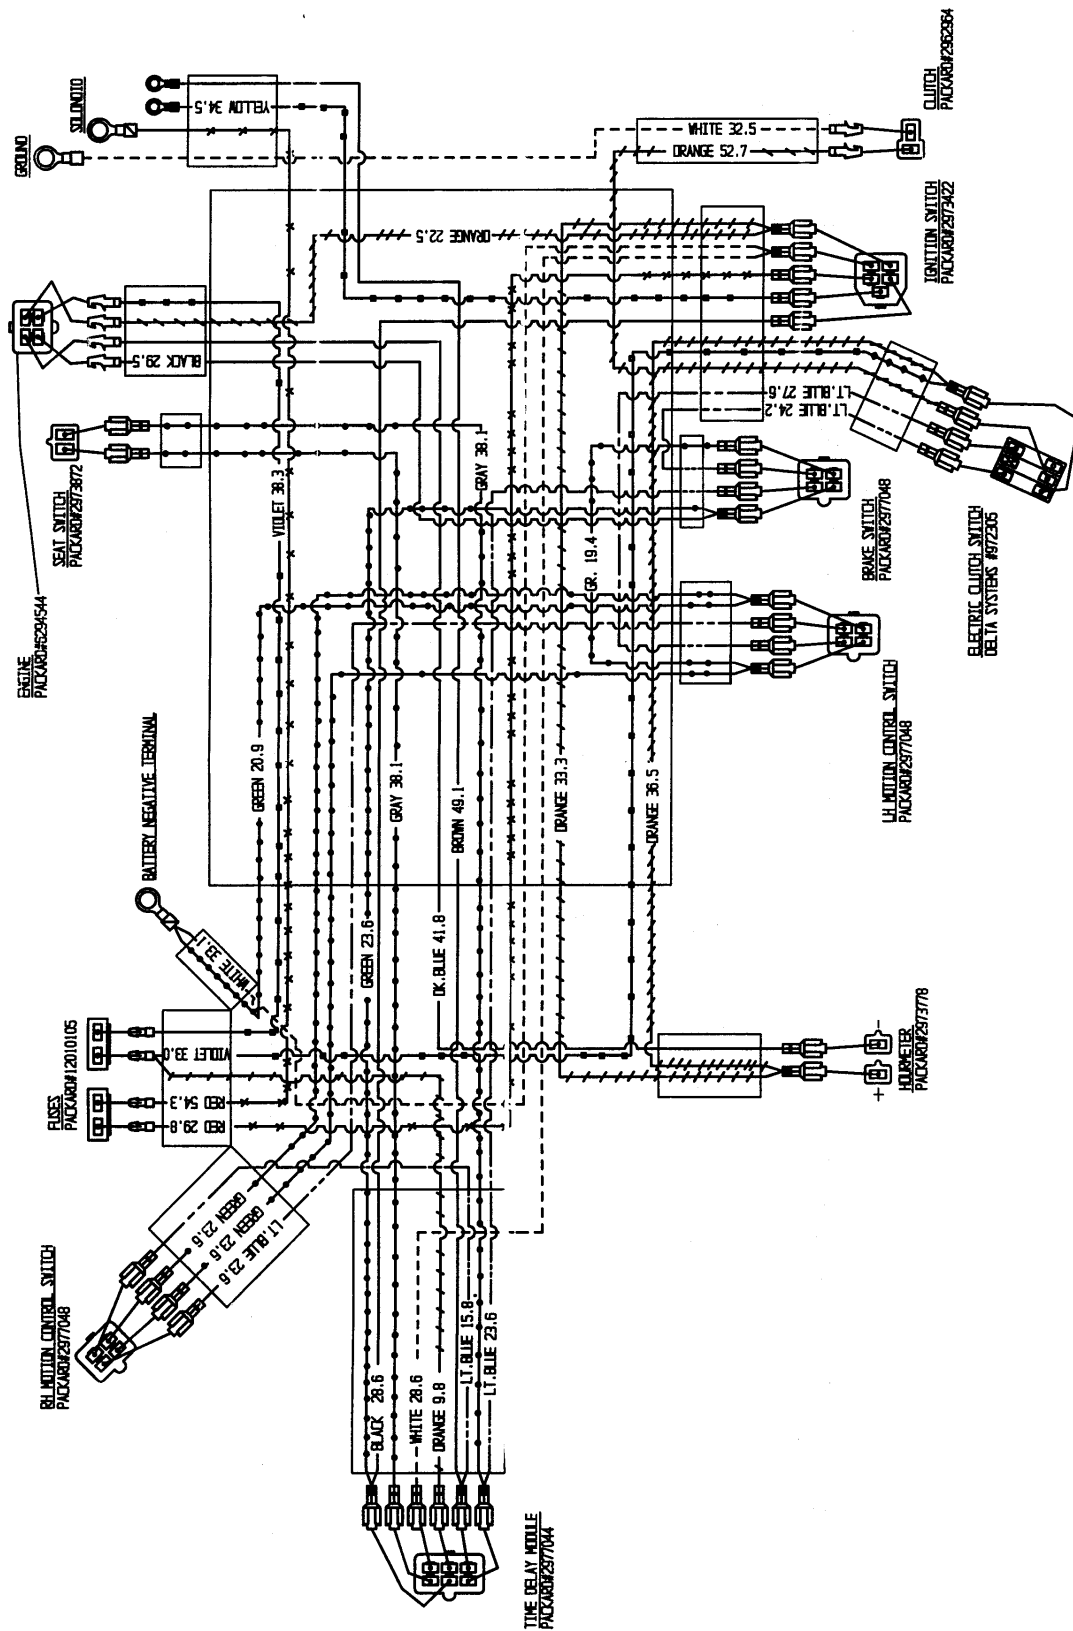 GROUND
SOLONOID
YELLOW 34.5
WHITE 32.5
ORANGE 52.7
CLUTCH
PACKARD#2962964
IGNITION SWITCH
PACKARD#2973422
ORANGE 22.5
ENGINE
PACKARD#6294544
BLACK 29.5
SEAT SWITCH
PACKARD#2973872
VIOLET 38.3
GRAY 38.1
LT.BLUE 27.6
LT.BLUE 24.2
GR. 19.4
BRAKE SWITCH
PACKARD#2977048
ELECTRIC CLUTCH SWITCH
DELTA SYSTEMS #972305
LH MOTION CONTROL SWITCH
PACKARD#2977048
BATTERY NEGATIVE TERMINAL
WHITE 33.1
GREEN 20.9
GREEN 23.6
GRAY 38.1
DK.BLUE 41.8
BROWN 49.1
ORANGE 33.3
ORANGE 36.5
FUSES
PACKARD#12010105
VIOLET 33.0
RED 54.3
RED 29.8
HOURMETER
PACKARD#2973778
+
-
RH MOTION CONTROL SWITCH
PACKARD#2977048
GREEN 23.6
GREEN 23.6
LT.BLUE 23.6
BLACK 28.6
WHITE 28.6
ORANGE 9.8
LT.BLUE 15.8
LT.BLUE 23.6
TIME DELAY MODULE
PACKARD#2977044